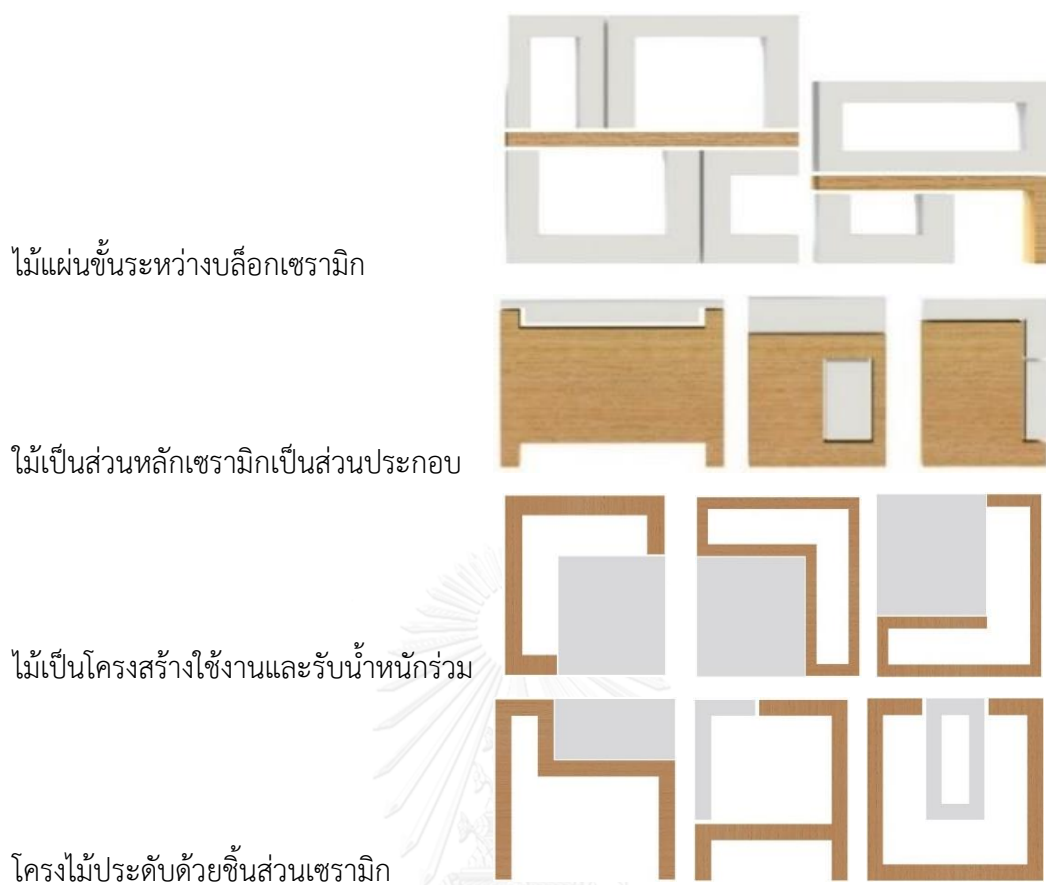 ไม้แผ่นขั้นระหว่างบล็อกเซรามิก
ใม้เป็นส่วนหลักเซรามิกเป็นส่วนประกอบ
ไม้เป็นโครงสร้างใช้งานและรับน้ำหนักร่วม
โครงไม้ประดับด้วยชิ้นส่วนเซรามิก